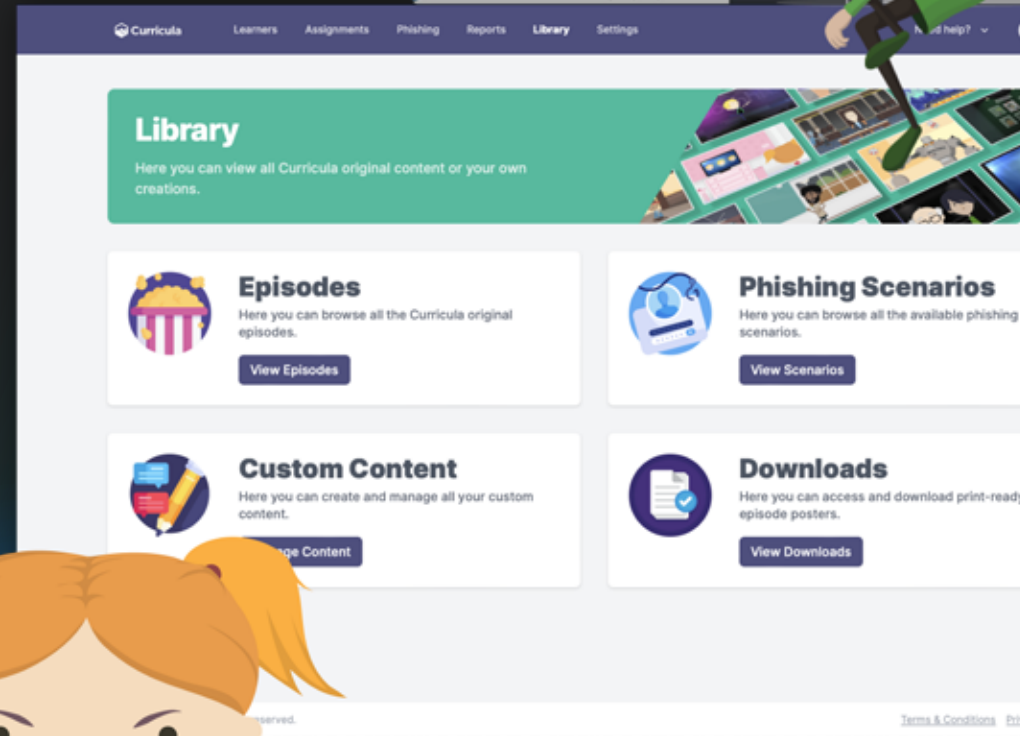 Curricula Learners Assignments Phishing Reports Library Settings help?
Library
Here you can view all Curricula original content or your own
creations.
Episodes
Here you can browse all the Curricula original
episodes.
View Episodes
Phishing Scenarios
Here you can browse all the available phishing
scenarios.
View Scenarios
Custom Content
Here you can create and manage all your custom
content.
Content
Downloads
Here you can access and download print-ready
episode posters.
View Downloads
Terms & Conditions